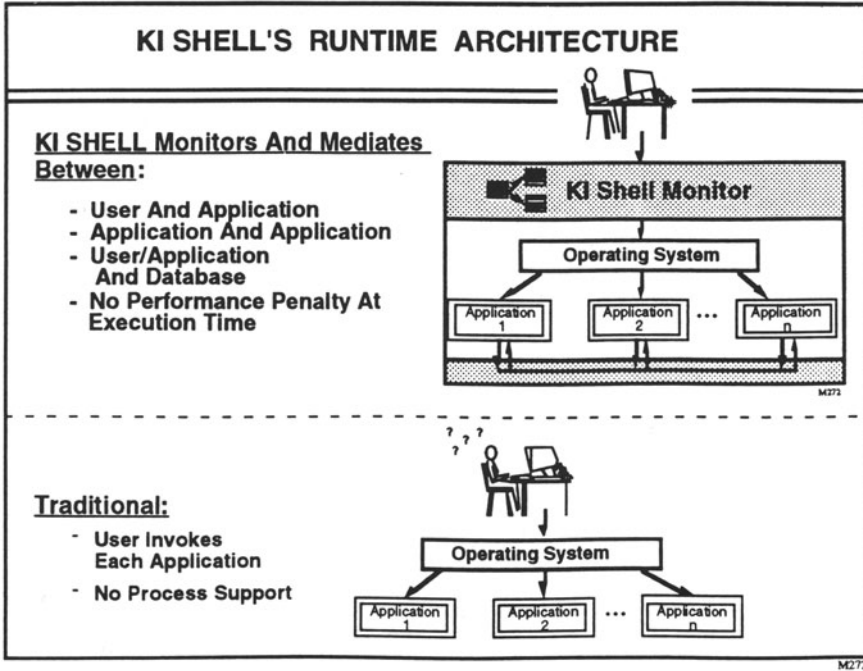 KI SHELL'S RUNTIME ARCHITECTURE
KI SHELL Monitors And Mediates
Between:
- User And Application
- Application And Application
- User/Application
And Database
- No Performance Penalty At
Execution Time
KI Shell Monitor
Operating System
Application
1
Application
2
...
Application
n
M272
Traditional:
- User Invokes
Each Application
- No Process Support
? ? ?
?
Operating System
Application
1
Application
2
...
Application
n